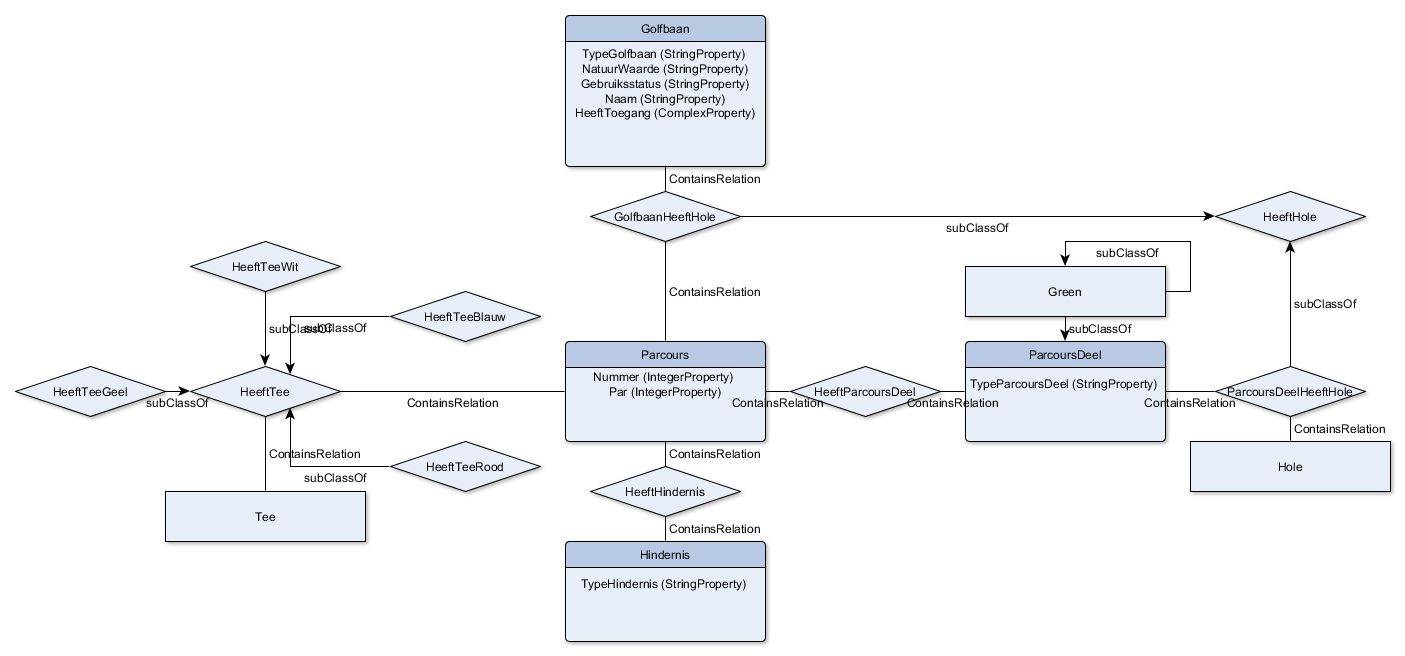 Golfbaan
TypeGolfbaan (StringProperty)
NatuurWaarde (StringProperty)
Gebruiksstatus (StringProperty)
Naam (StringProperty)
HeeftToegang (ComplexProperty)
ContainsRelation
GolfbaanHeeftHole
subClassOf
HeeftHole
HeeftTeeWit
subClassOf
Green
ContainsRelation
subClassOf
HeeftTeeBlauw
subClassOf
subClassOf
subClassOf
Parcours
Nummer (IntegerProperty)
Par (IntegerProperty)
ParcoursDeel
TypeParcoursDeel (StringProperty)
HeeftTeeGeel
subClassOf
HeeftTee
ContainsRelation
ContainsRelation
HeeftParcoursDeel
ContainsRelation
ContainsRelation
ParcoursDeelHeeftHole
ContainsRelation
Hole
ContainsRelation
subClassOf
HeeftTeeRood
ContainsRelation
HeeftHindernis
ContainsRelation
Tee
Hindernis
TypeHindernis (StringProperty)